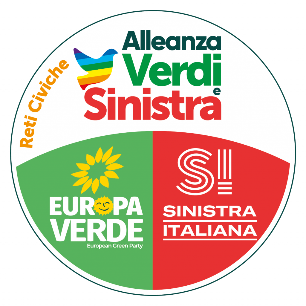 Alleanza
Verdi
e
Sinistra
Reti Civiche
EUROPA
VERDE
European Green Party
S!
SINISTRA
ITALIANA